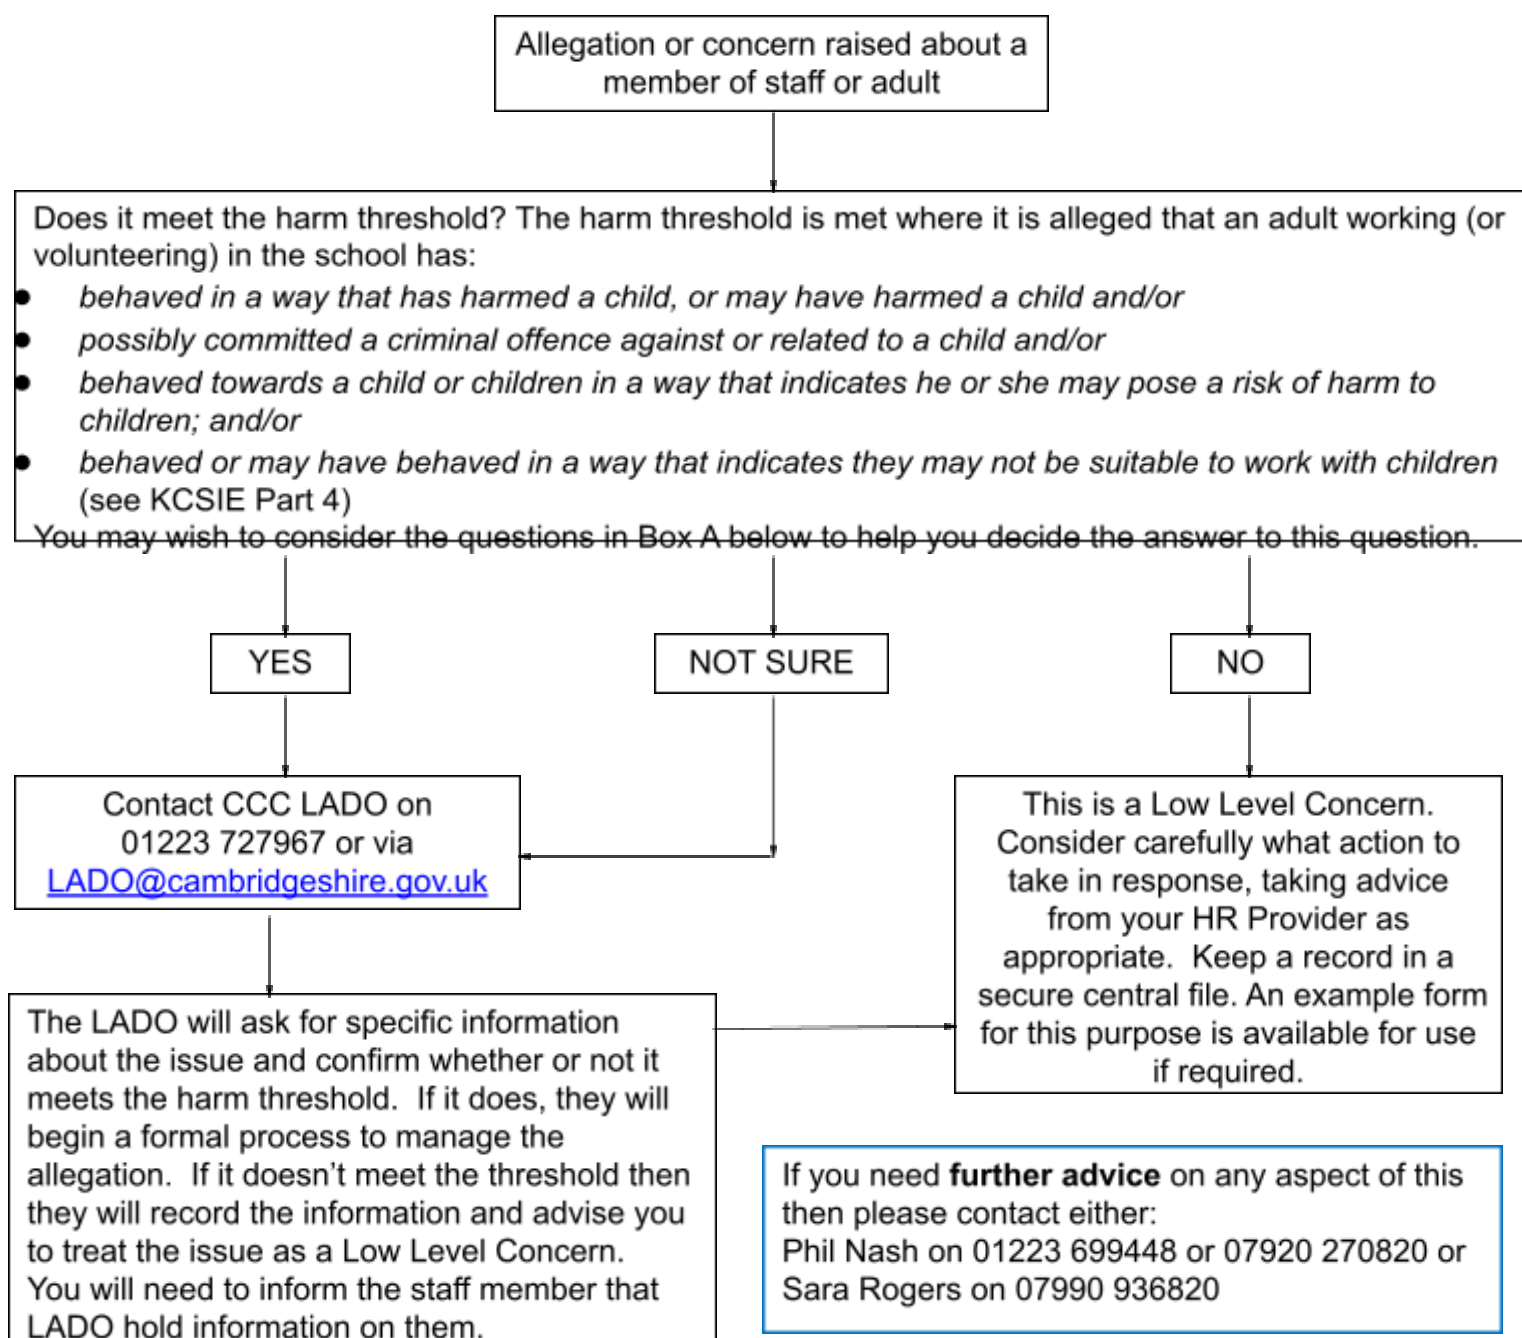 Allegation or concern raised about a
member of staff or adult
Does it meet the harm threshold? The harm threshold is met where it is alleged that an adult working (or
volunteering) in the school has:
● behaved in a way that has harmed a child, or may have harmed a child and/or
● possibly committed a criminal offence against or related to a child and/or
● behaved towards a child or children in a way that indicates he or she may pose a risk of harm to
children; and/or
● behaved or may have behaved in a way that indicates they may not be suitable to work with children
(see KCSIE Part 4)
You may wish to consider the questions in Box A below to help you decide the answer to this question.
YES
NOT SURE
NO
Contact CCC LADO on
01223 727967 or via
LADO@cambridgeshire.gov.uk
This is a Low Level Concern.
Consider carefully what action to
take in response, taking advice
from your HR Provider as
appropriate.  Keep a record in a
secure central file. An example form
for this purpose is available for use
if required.
The LADO will ask for specific information
about the issue and confirm whether or not it
meets the harm threshold.  If it does, they will
begin a formal process to manage the
allegation.  If it doesn't meet the threshold then
they will record the information and advise you
to treat the issue as a Low Level Concern.
You will need to inform the staff member that
LADO hold information on them.
If you need further advice on any aspect of this
then please contact either:
Phil Nash on 01223 699448 or 07920 270820 or
Sara Rogers on 07990 936820